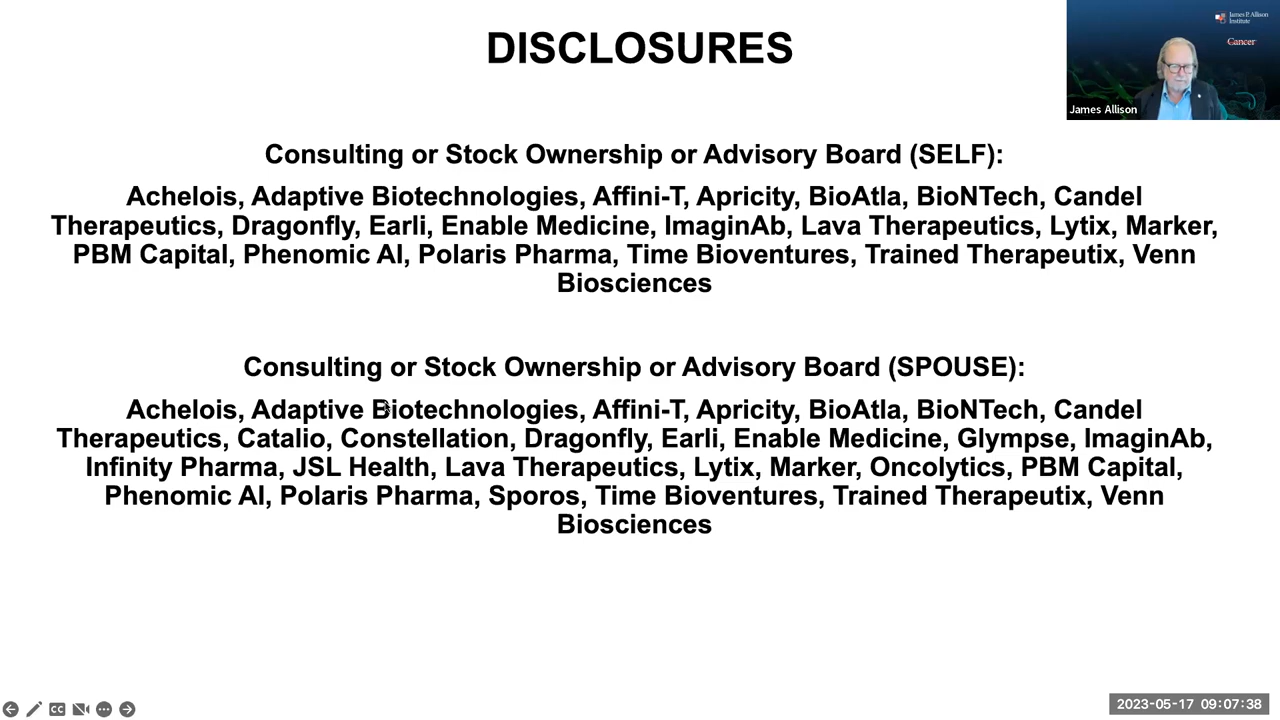 DISCLOSURES
James P. Allison
Institute
Cancer
James Allison
Consulting or Stock Ownership or Advisory Board (SELF):
Achelois, Adaptive Biotechnologies, Affini-T, Apricity, BioAtla, BioNTech, Candel
Therapeutics, Dragonfly, Earli, Enable Medicine, ImaginAb, Lava Therapeutics, Lytix, Marker,
PBM Capital, Phenomic AI, Polaris Pharma, Time Bioventures, Trained Therapeutix, Venn
Biosciences
Consulting or Stock Ownership or Advisory Board (SPOUSE):
Achelois, Adaptive Biotechnologies, Affini-T, Apricity, BioAtla, BioNTech, Candel
Therapeutics, Catalio, Constellation, Dragonfly, Earli, Enable Medicine, Glympse, ImaginAb,
Infinity Pharma, JSL Health, Lava Therapeutics, Lytix, Marker, Oncolytics, PBM Capital,
Phenomic AI, Polaris Pharma, Sporos, Time Bioventures, Trained Therapeutix, Venn
Biosciences
CC
2023-05-17 09:07:38